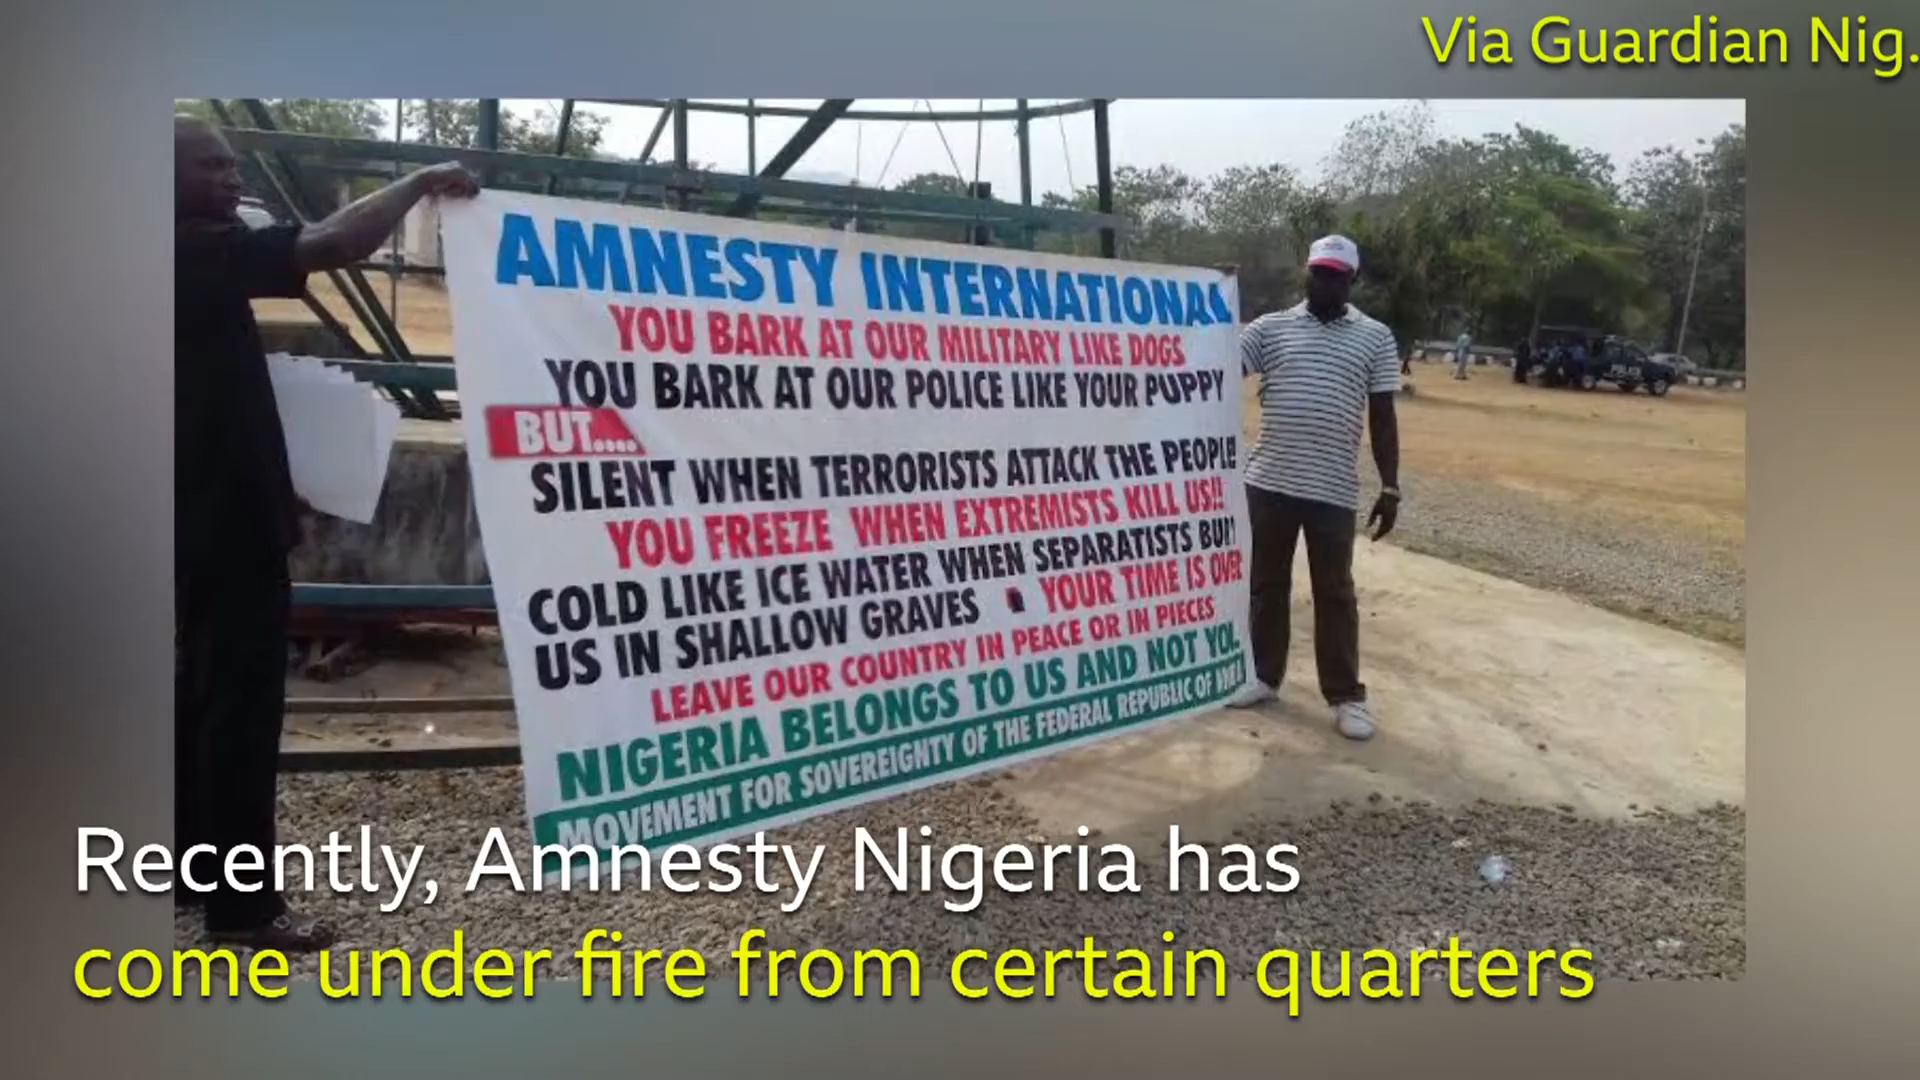 Via Guardian Nig.
AMNESTY INTERNATIONAL
YOU BARK AT OUR MILITARY LIKE DOGS
YOU BARK AT OUR POLICE LIKE YOUR PUPPY
BUT....
SILENT WHEN TERRORISTS ATTACK THE PEOPLE!
YOU FREEZE WHEN EXTREMISTS KILL US!!
COLD LIKE ICE WATER WHEN SEPARATISTS
US IN SHALLOW GRAVES YOUR TIME IS OVE
LEAVE OUR COUNTRY IN PEACE OR IN PIECES
NIGERIA BELONGS TO US AND NOT
MOVEMENT FOR SOVEREIGNTY OF THE FEDERAL REPUBLIC OF
POLICE
Recently, Amnesty Nigeria has
come under fire from certain quarters